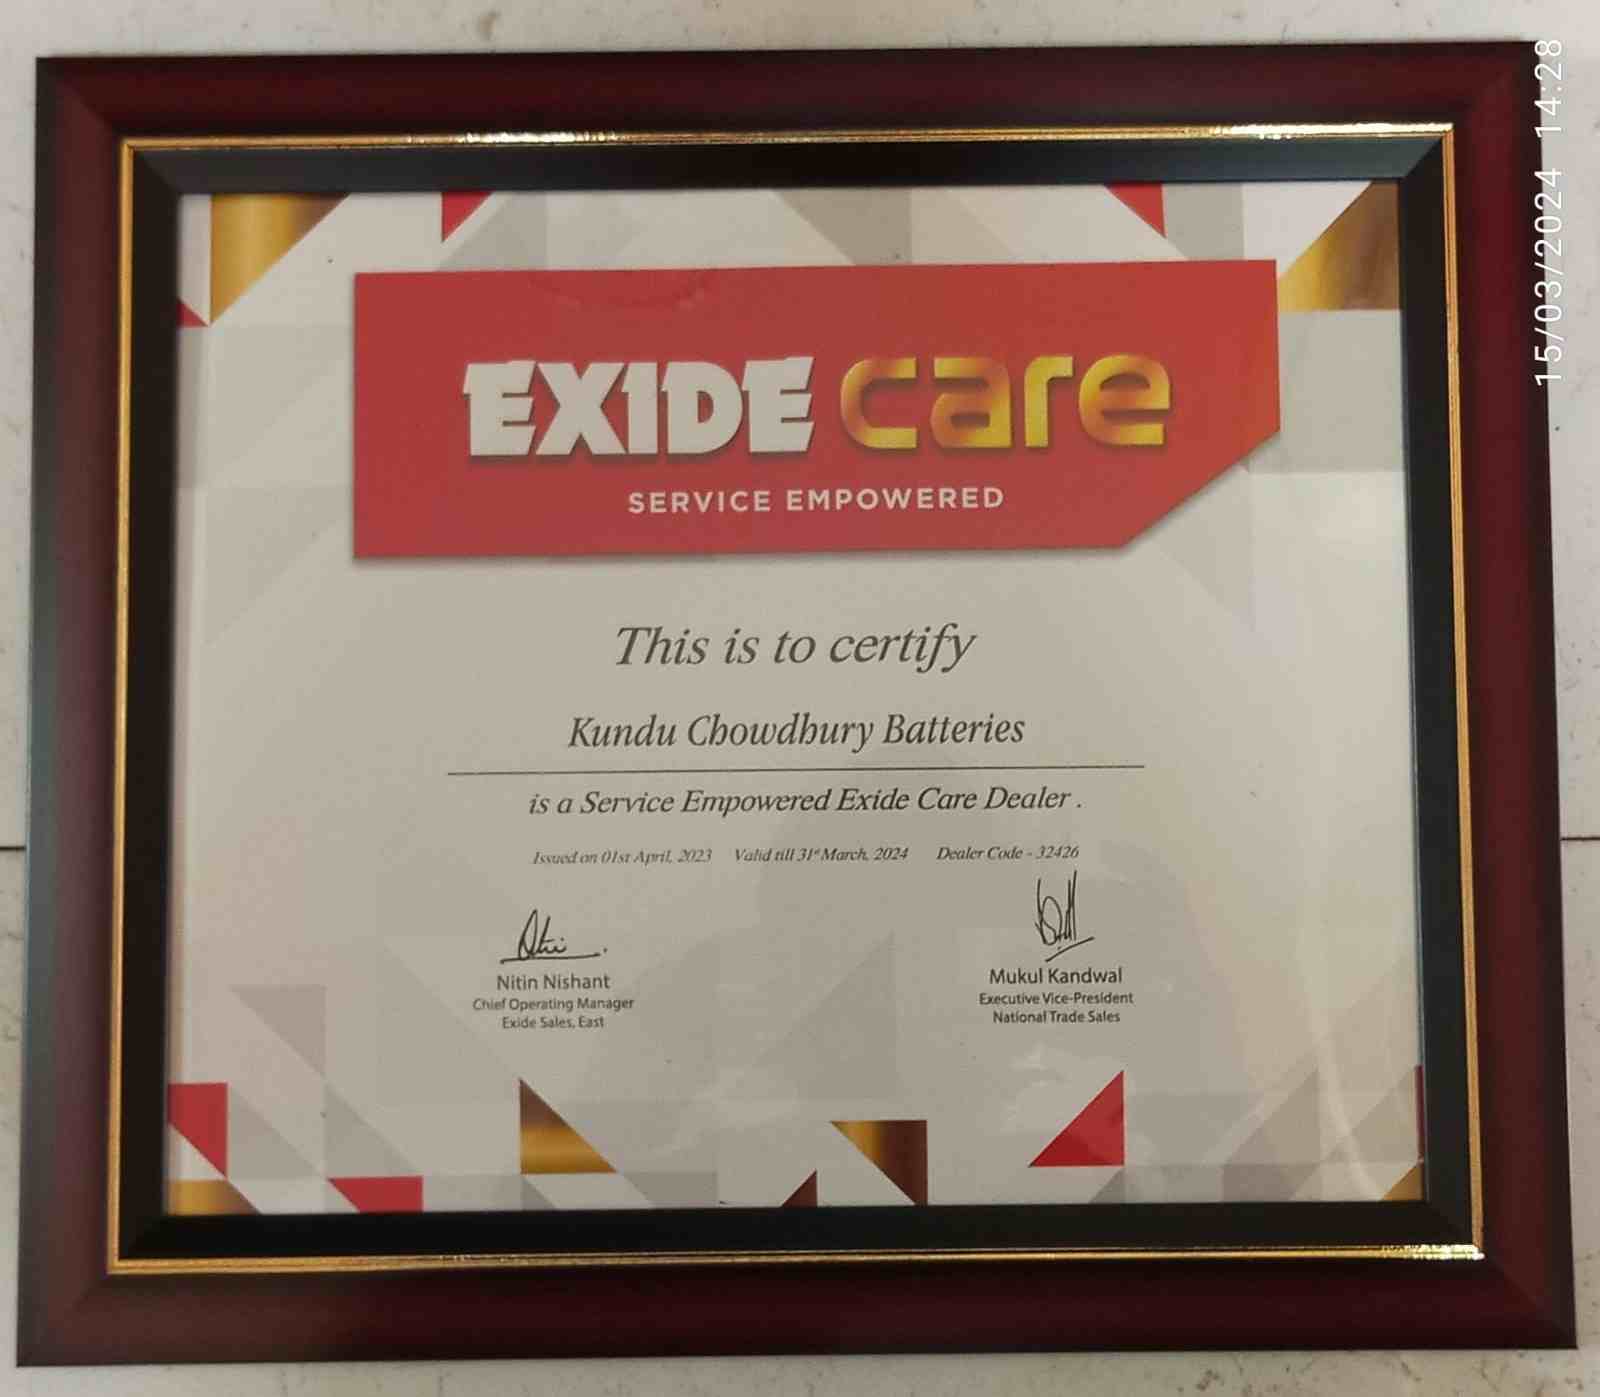 EXIDE care
SERVICE EMPOWERED
This is to certify
Kundu Chowdhury Batteries
is a Service Empowered Exide Care Dealer .
Issued on 01st April, 2023 Valid till 31st March, 2024 Dealer Code - 32426
Nitin Nishant
Chief Operating Manager
Exide Sales, East
Mukul Kandwal
Executive Vice-President
National Trade Sales
15/03/2024 14:28